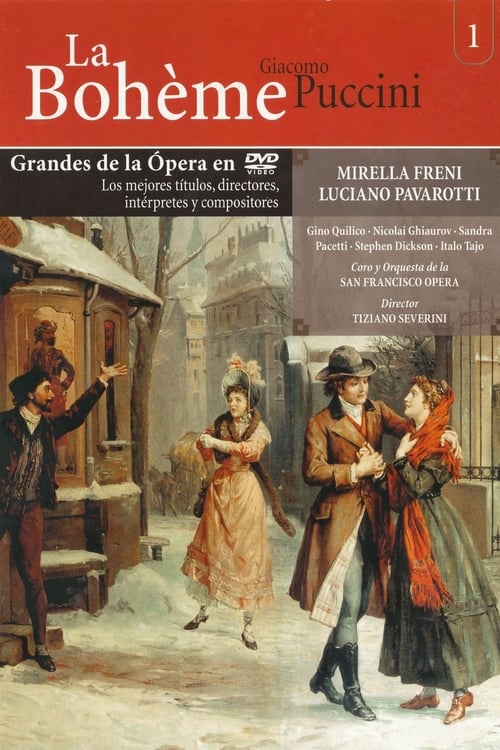 1
La
Bohème
Giacomo
Puccini
Grandes de la Ópera en DVD VIDEO
Los mejores títulos, directores,
intérpretes y compositores
MIRELLA FRENI
LUCIANO PAVAROTTI
Gino Quilico · Nicolai Ghiaurov · Sandra
Pacetti · Stephen Dickson · Italo Tajo
Coro y Orquesta de la
SAN FRANCISCO OPERA
Director
TIZIANO SEVERINI